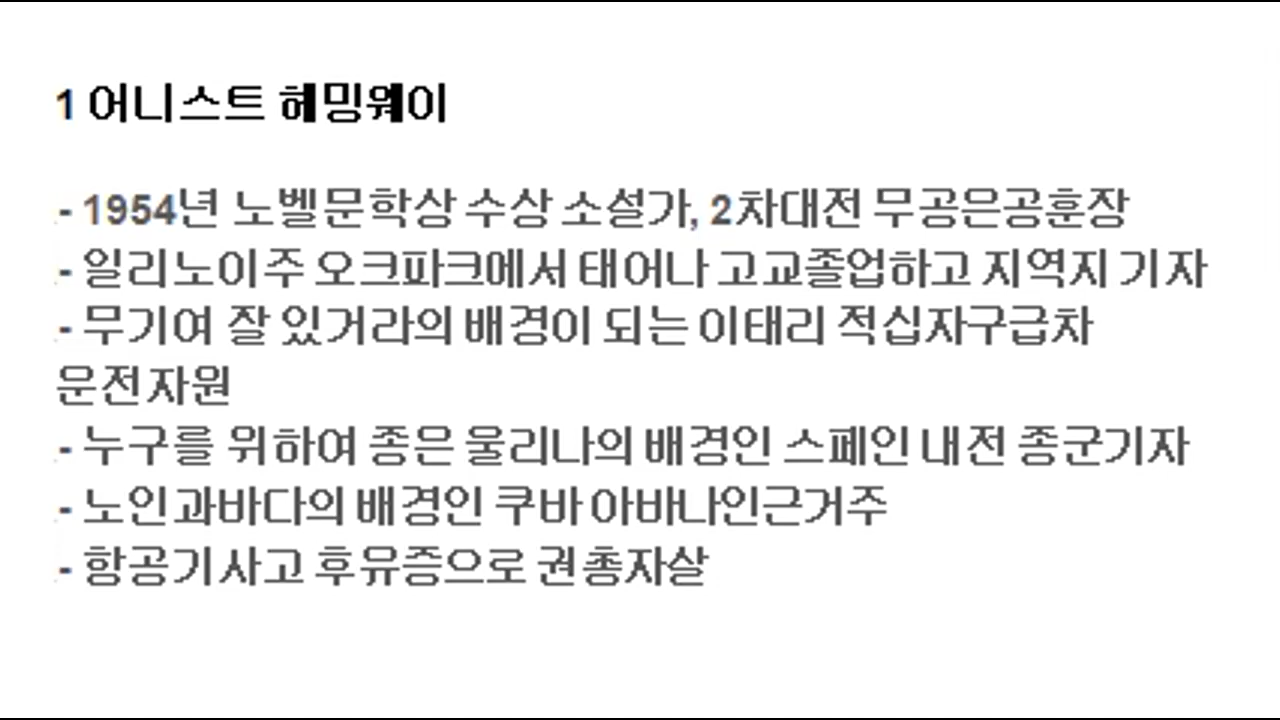 1 어니스트 헤밍웨이
- 1954년 노벨문학상 수상 소설가, 2차대전 무공은공훈장
- 일리노이주 오크파크에서 태어나 고교졸업하고 지역지 기자
- 무기여 잘 있거라의 배경이 되는 이태리 적십자구급차
운전자원
- 누구를 위하여 종은 울리나의 배경인 스페인 내전 종군기자
- 노인과바다의 배경인 쿠바 아바나인근거주
- 항공기사고 후유증으로 권총자살